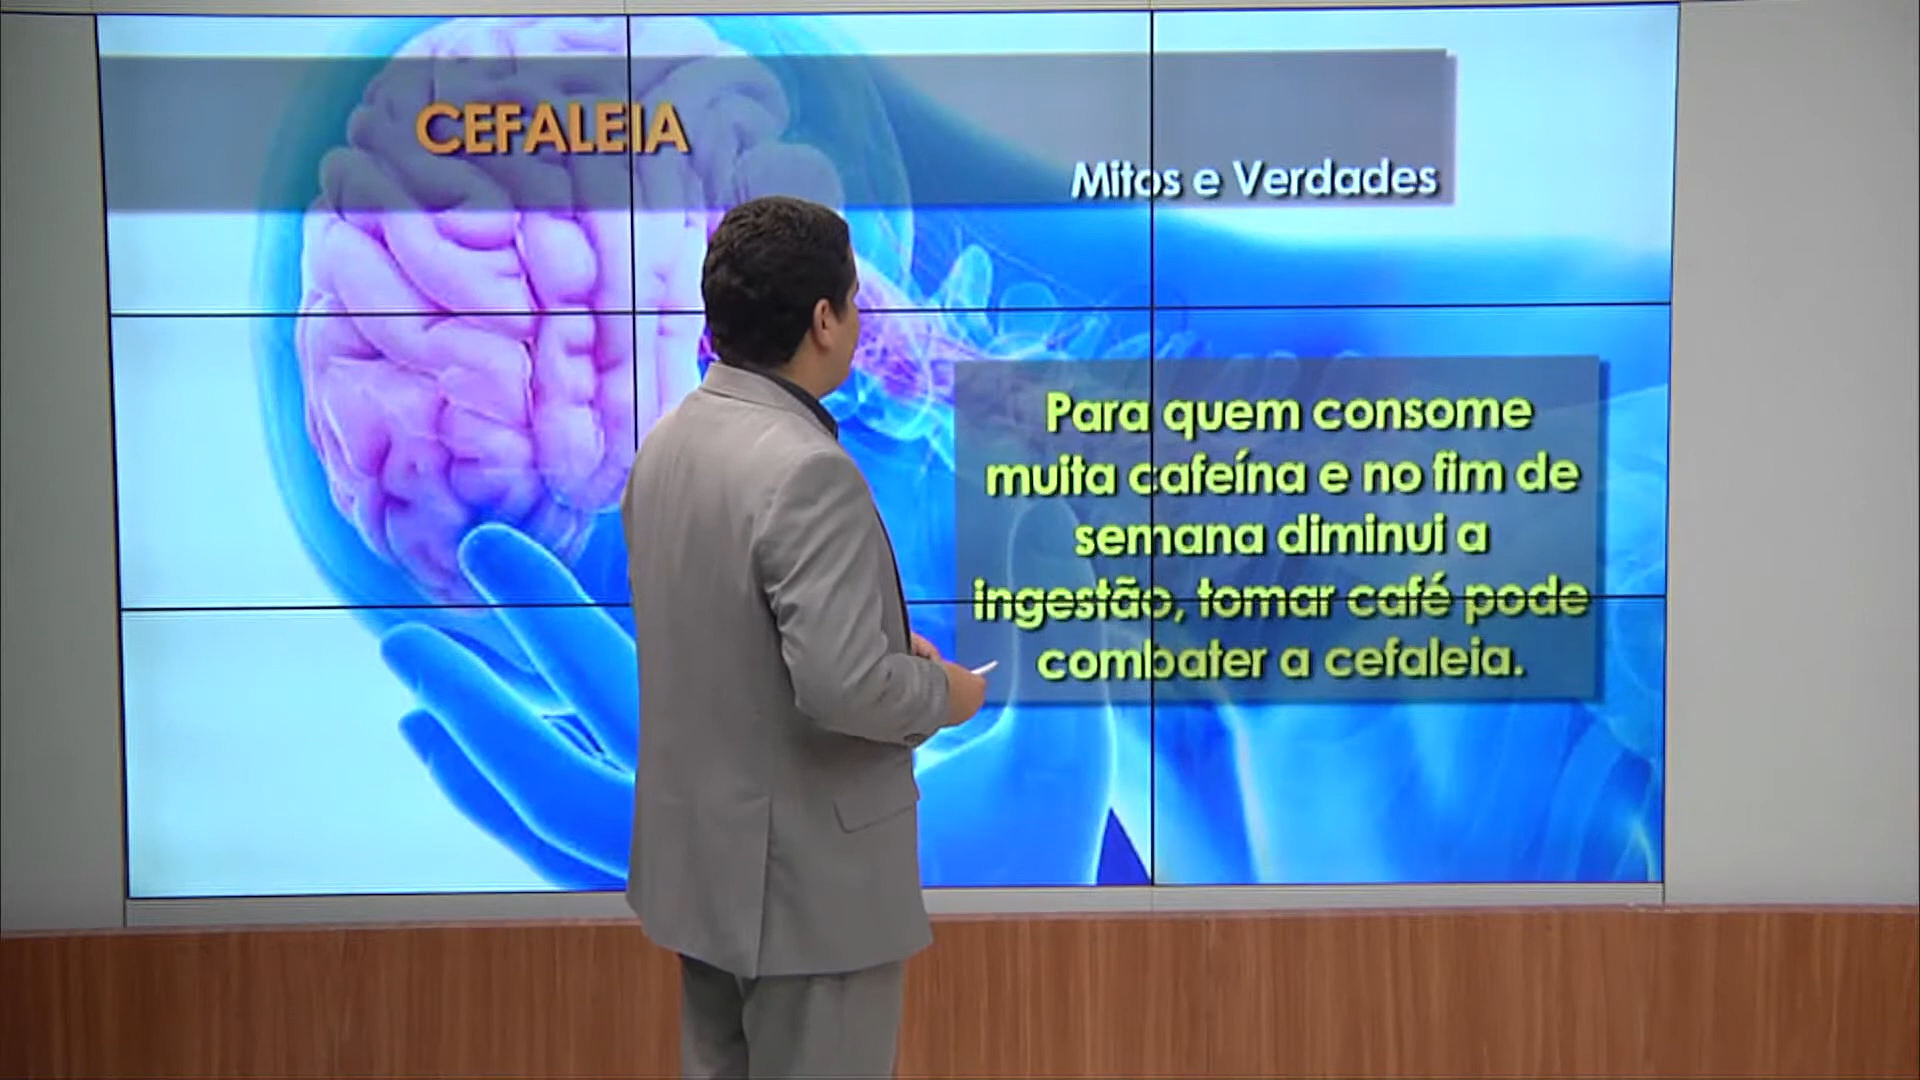 CEFALEIA
Mitos e Verdades
Para quem consome
muita cafeína e no fim de
semana diminui a
ingestão, tomar café pode
combater a cefaleia.